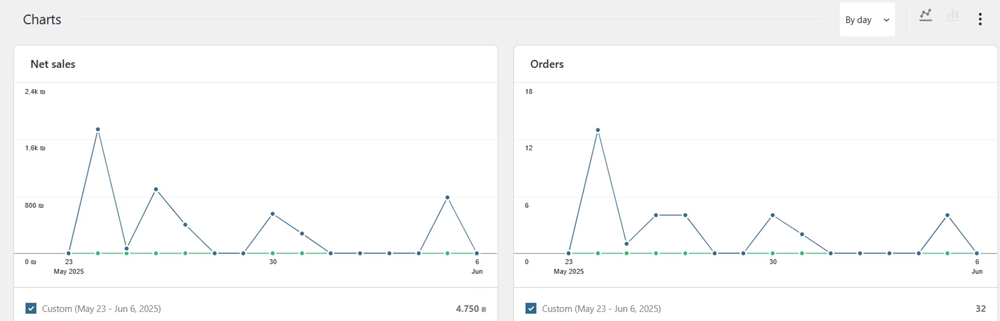 Charts
By day
Net sales
2,4k ₪
1,6k ₪
800 ₪
0 ₪
23
30
6
May 2025
Jun
Custom (May 23 - Jun 6, 2025)
4.750 ₪
Orders
18
12
6
0
23
30
6
May 2025
Jun
Custom (May 23 - Jun 6, 2025)
32